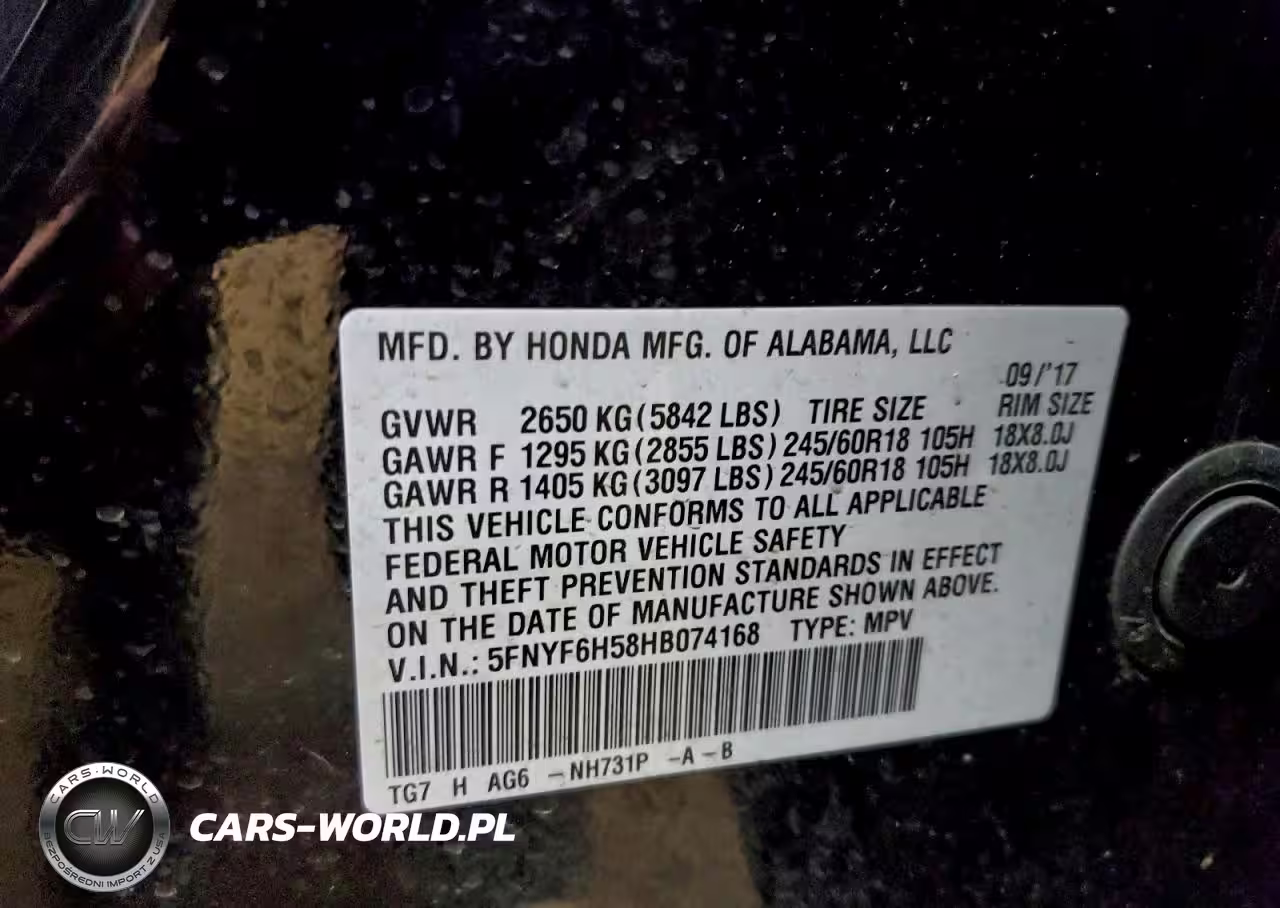 MFD. BY HONDA MFG. OF ALABAMA, LLC
09/'17
GVWR 2650 KG (5842 LBS) TIRE SIZE RIM SIZE
GAWR F 1295 KG (2855 LBS) 245/60R18 105H 18X8.0J
GAWR R 1405 KG (3097 LBS) 245/60R18 105H 18X8.0J
THIS VEHICLE CONFORMS TO ALL APPLICABLE
FEDERAL MOTOR VEHICLE SAFETY
AND THEFT PREVENTION STANDARDS IN EFFECT
ON THE DATE OF MANUFACTURE SHOWN ABOVE.
V.I.N.: 5FNYF6H58HB074168 TYPE: MPV
TG7 H AG6 -NH731P -A-B
CARS-WORLD
CW
BEZPOŚREDNI IMPORT Z USA
CARS-WORLD.PL